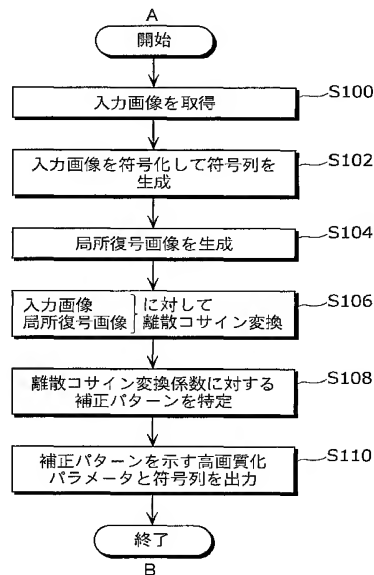 A
開始
入力画像を取得
S100
入力画像を符号化して符号列を
生成
S102
局所復号画像を生成
S104
入力画像
局所復号画像
}に対して
離散コサイン変換
S106
離散コサイン変換係数に対する
補正パターンを特定
S108
補正パターンを示す高画質化
パラメータと符号列を出力
S110
終了
B